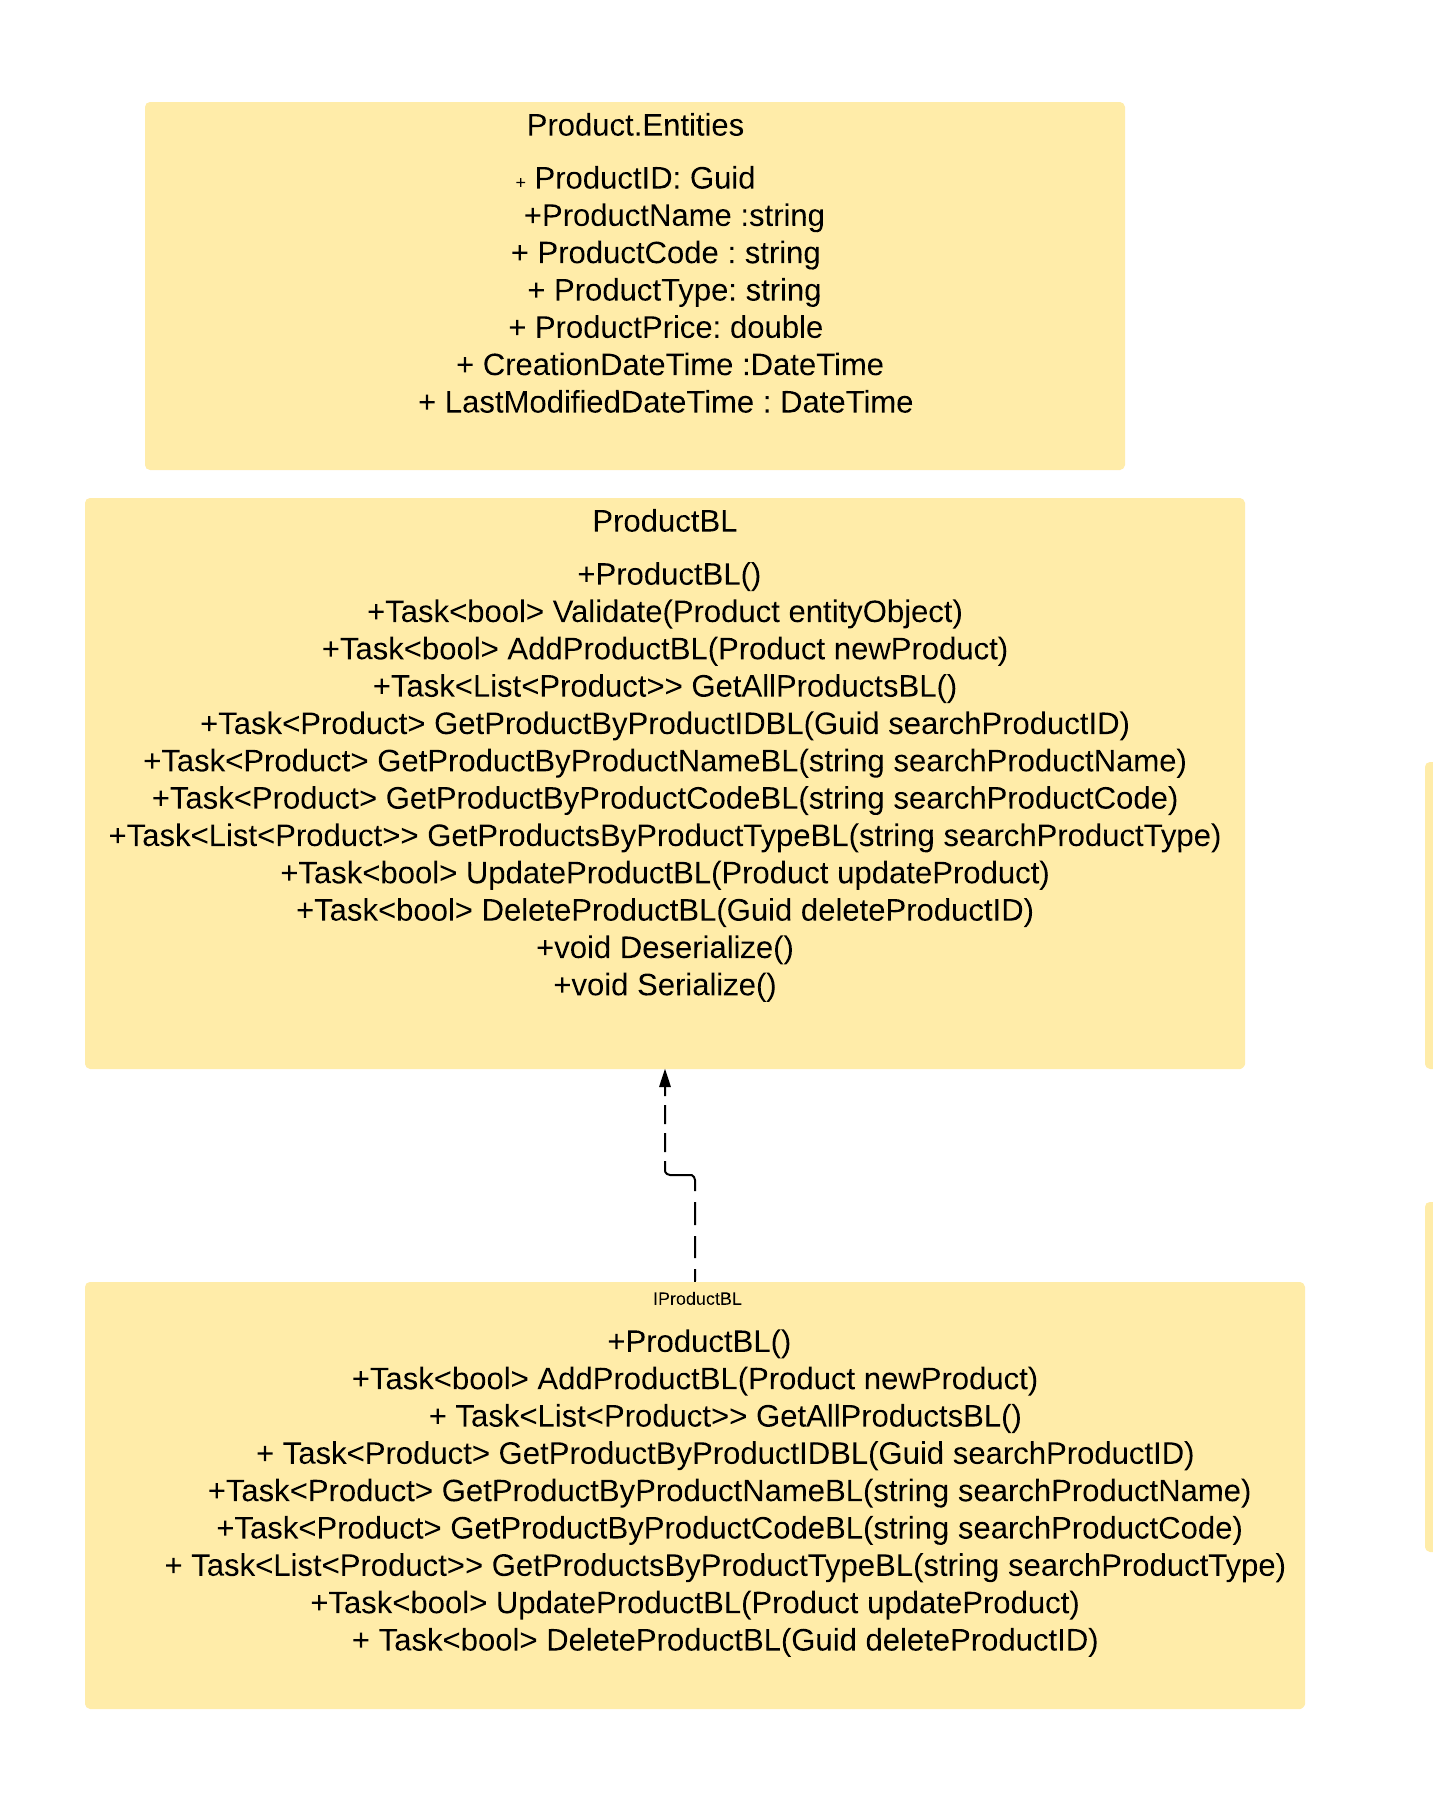 Product.Entities
+ ProductID: Guid
+ProductName :string
+ ProductCode : string
+ ProductType: string
+ ProductPrice: double
+ CreationDateTime :DateTime
+ LastModifiedDateTime : DateTime
ProductBL
+ProductBL()
+Task<bool> Validate(Product entityObject)
+Task<bool> AddProductBL(Product newProduct)
+Task<List<Product>> GetAllProductsBL()
+Task<Product> GetProductByProductIDBL(Guid searchProductID)
+Task<Product> GetProductByProductNameBL(string searchProductName)
+Task<Product> GetProductByProductCodeBL(string searchProductCode)
+Task<List<Product>> GetProductsByProductTypeBL(string searchProductType)
+Task<bool> UpdateProductBL(Product updateProduct)
+Task<bool> DeleteProductBL(Guid deleteProductID)
+void Deserialize()
+void Serialize()
IProductBL
+ProductBL()
+Task<bool> AddProductBL(Product newProduct)
+ Task<List<Product>> GetAllProductsBL()
+ Task<Product> GetProductByProductIDBL(Guid searchProductID)
+Task<Product> GetProductByProductNameBL(string searchProductName)
+Task<Product> GetProductByProductCodeBL(string searchProductCode)
+ Task<List<Product>> GetProductsByProductTypeBL(string searchProductType)
+Task<bool> UpdateProductBL(Product updateProduct)
+ Task<bool> DeleteProductBL(Guid deleteProductID)